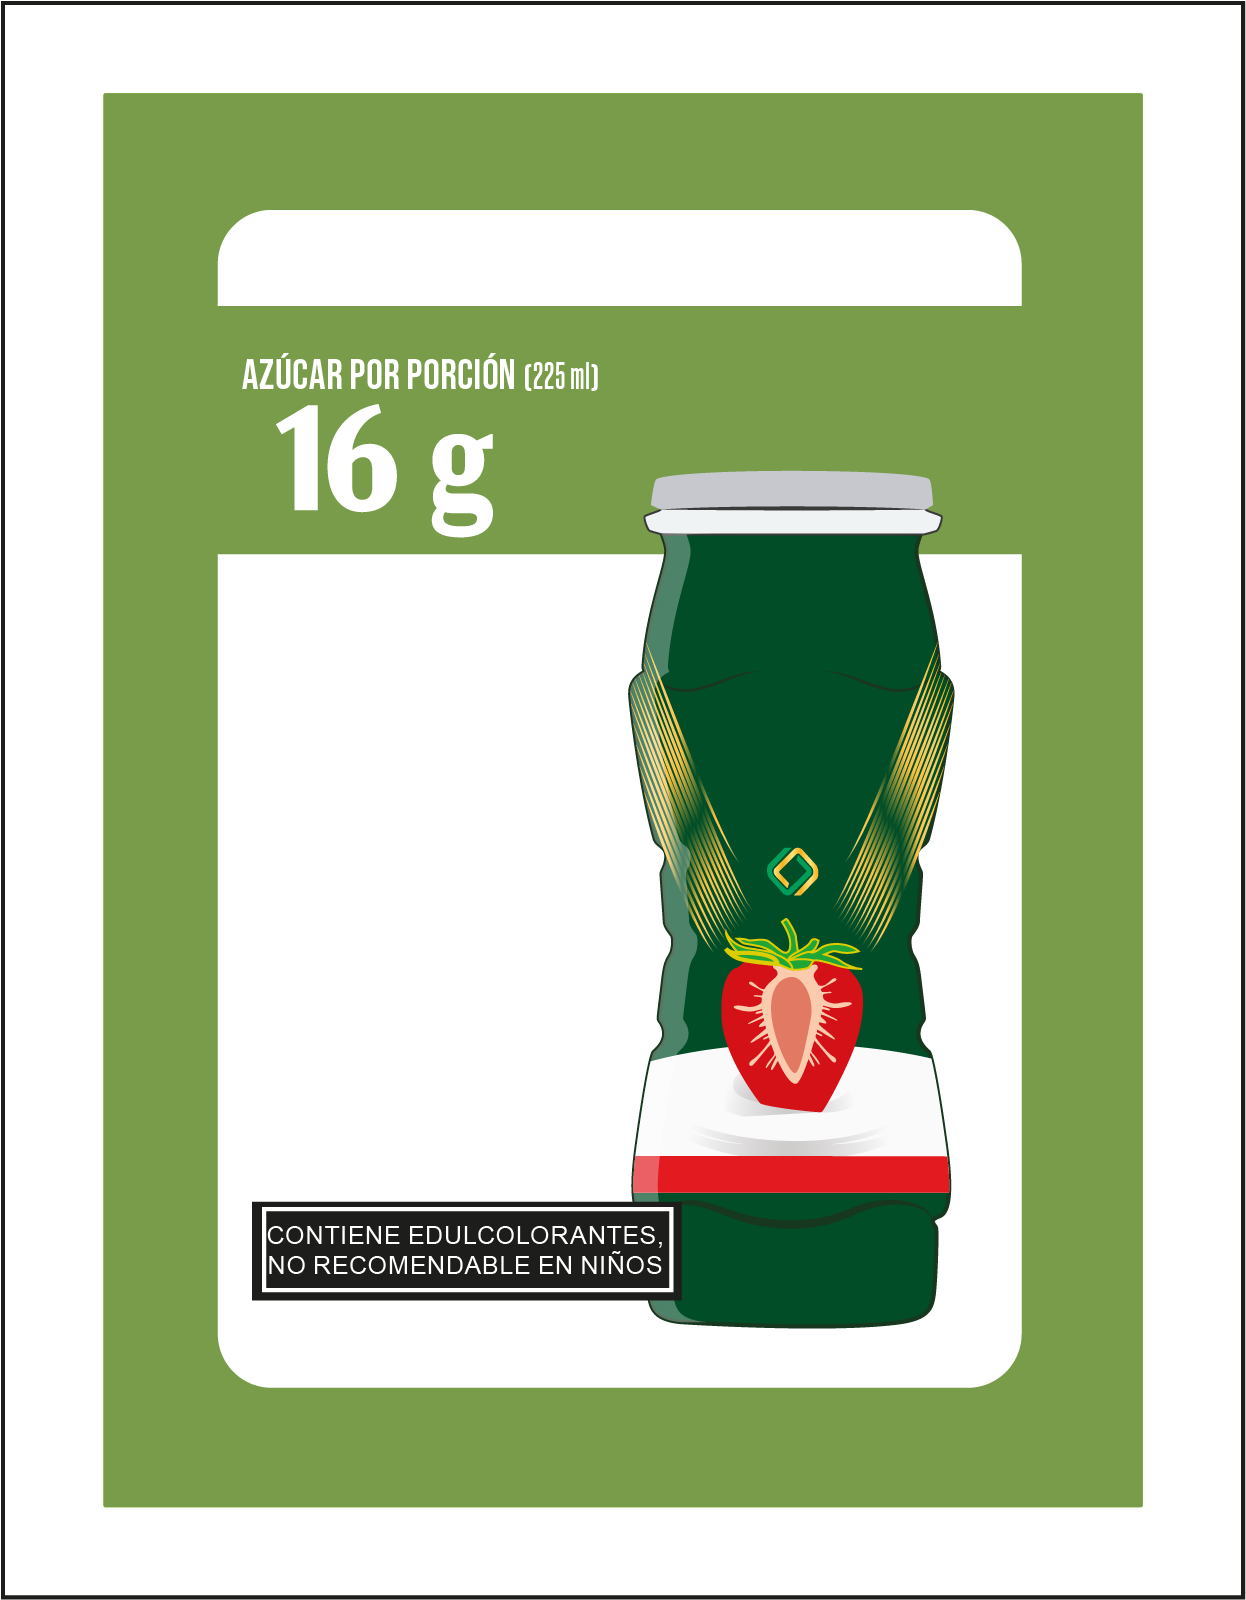 AZÚCAR POR PORCIÓN (225 ml)
16 g
CONTIENE EDULCOLORANTES,
NO RECOMENDABLE EN NIÑOS